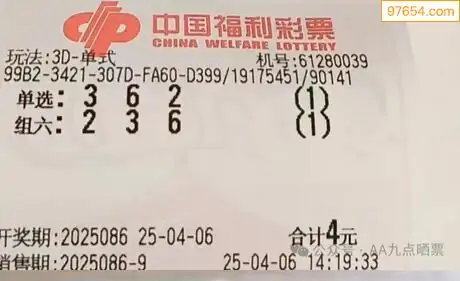 97654.com
中国福利彩票
CHINA WELFARE LOTTERY
玩法:3D-单式 机号:61280039
99B2-3421-307D-FA60-D399/19175451/90141
单选: 3 6 2 (1)
组六: 2 3 6 (1)
开奖期:2025086 25-04-06 合计4元
公众号·AA九点晒票
销售期:2025086-9 25-04-06 14:19:33